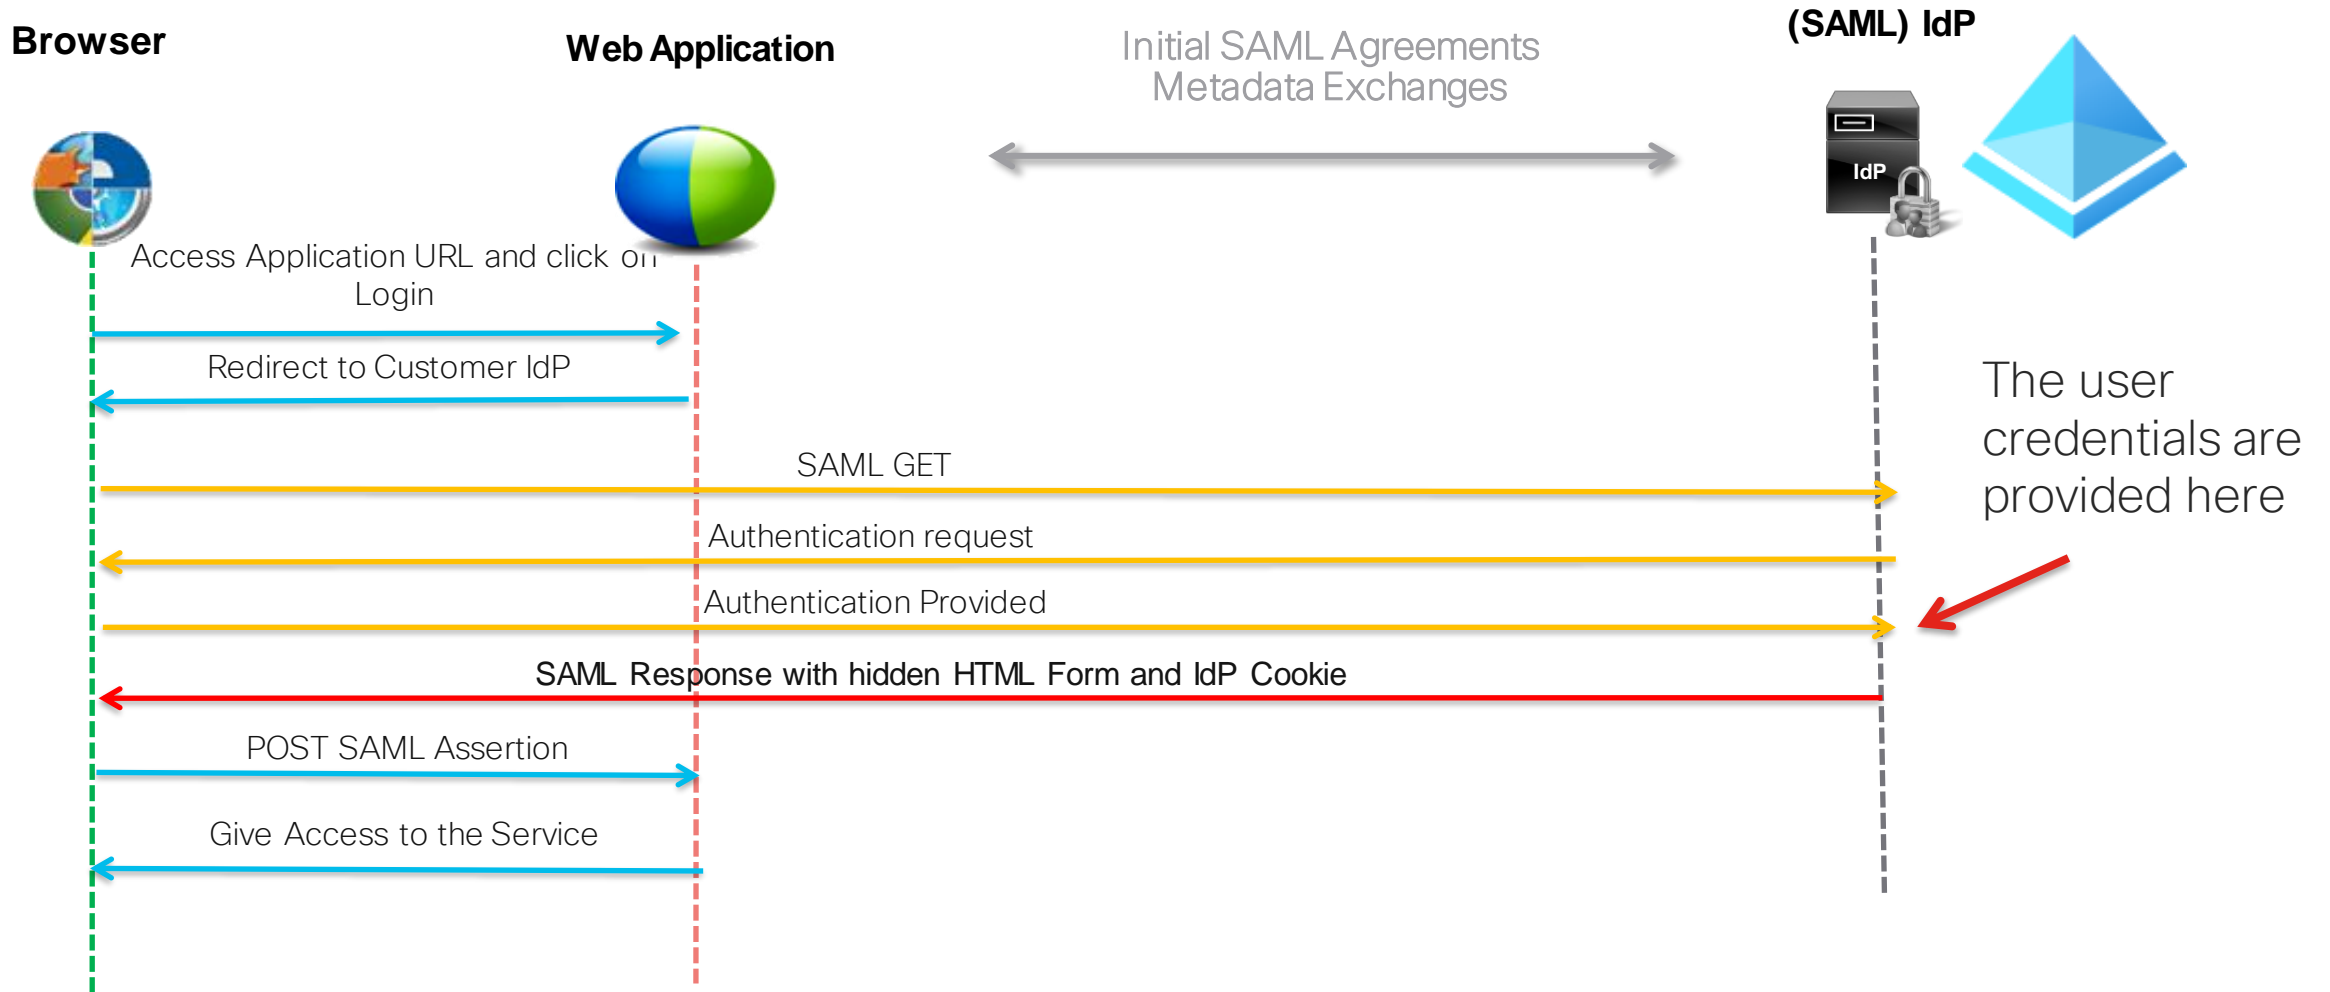 Browser
Web Application
Initial SAML Agreements
Metadata Exchanges
(SAML) IdP
IdP
Access Application URL and click on
Login
Redirect to Customer IdP
The user
credentials are
provided here
SAML GET
Authentication request
Authentication Provided
SAML Response with hidden HTML Form and IdP Cookie
POST SAML Assertion
Give Access to the Service